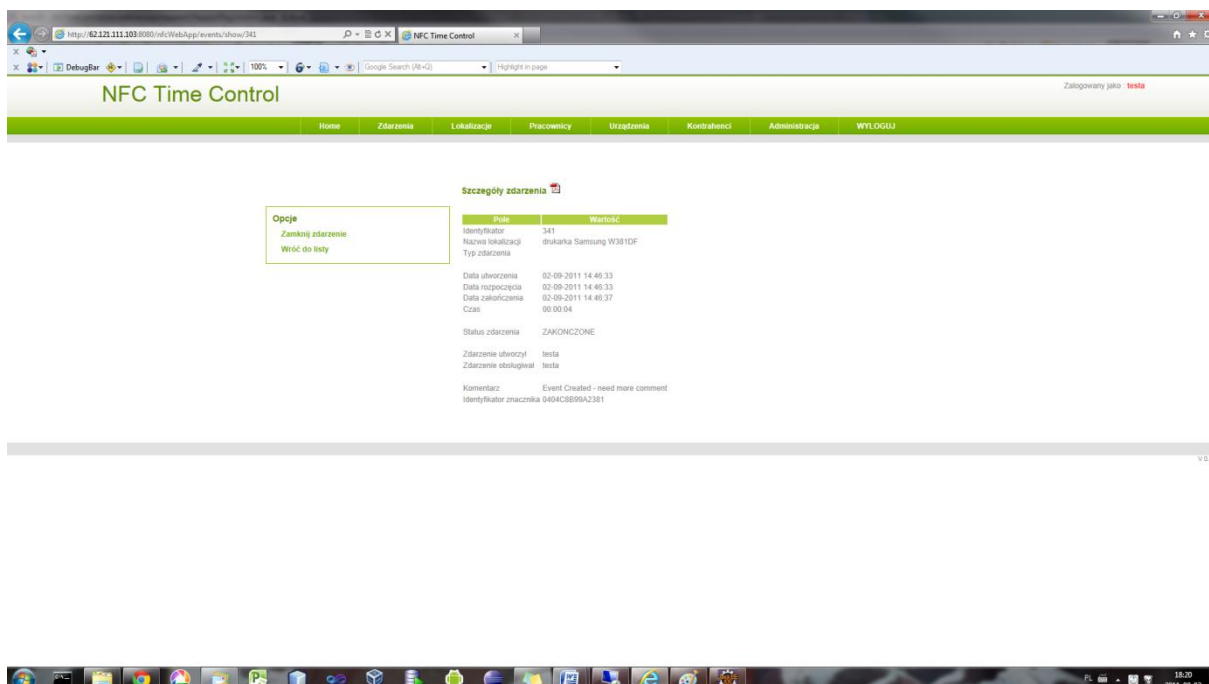 http://62.121.111.103:8080/nfcWebApp/events/show/341
NFC Time Control
DebugBar
100%
Google Search (Alt+Q)
Highlight in page
NFC Time Control
Zalogowany jako : testa
Home Zdarzenia Lokalizacje Pracownicy Urządzenia Kontrahenci Administracja WYLOGUJ
Szczegóły zdarzenia
Opcje
Zamknij zdarzenie
Wróć do listy
Pole Wartość
Identyfikator 341
Nazwa lokalizacji drukarka Samsung W381DF
Typ zdarzenia
Data utworzenia 02-09-2011 14:46:33
Data rozpoczęcia 02-09-2011 14:46:33
Data zakończenia 02-09-2011 14:46:37
Czas 00:00:04
Status zdarzenia ZAKONCZONE
Zdarzenie utworzył testa
Zdarzenie obsługiwał testa
Komentarz Event Created - need more comment
Identyfikator znacznika 0404C8B99A2381
V 0.
PL
18:20